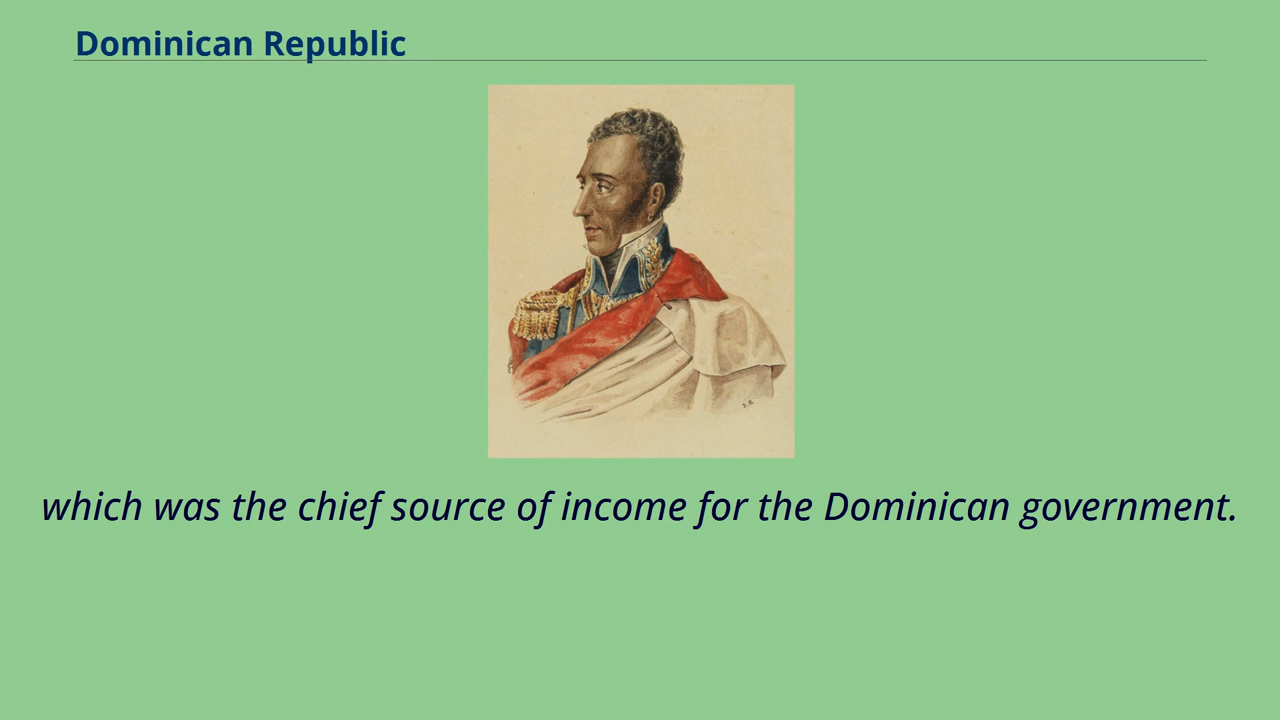 Dominican Republic
which was the chief source of income for the Dominican government.